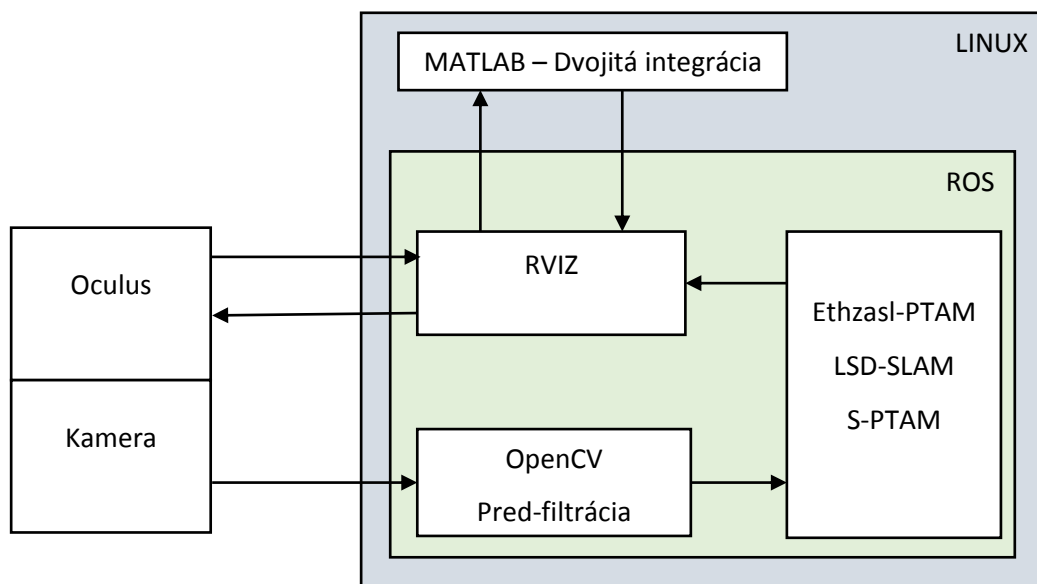 LINUX
MATLAB – Dvojitá integrácia
ROS
RVIZ
Oculus
Ethzasl-PTAM
LSD-SLAM
S-PTAM
Kamera
OpenCV
Pred-filtrácia